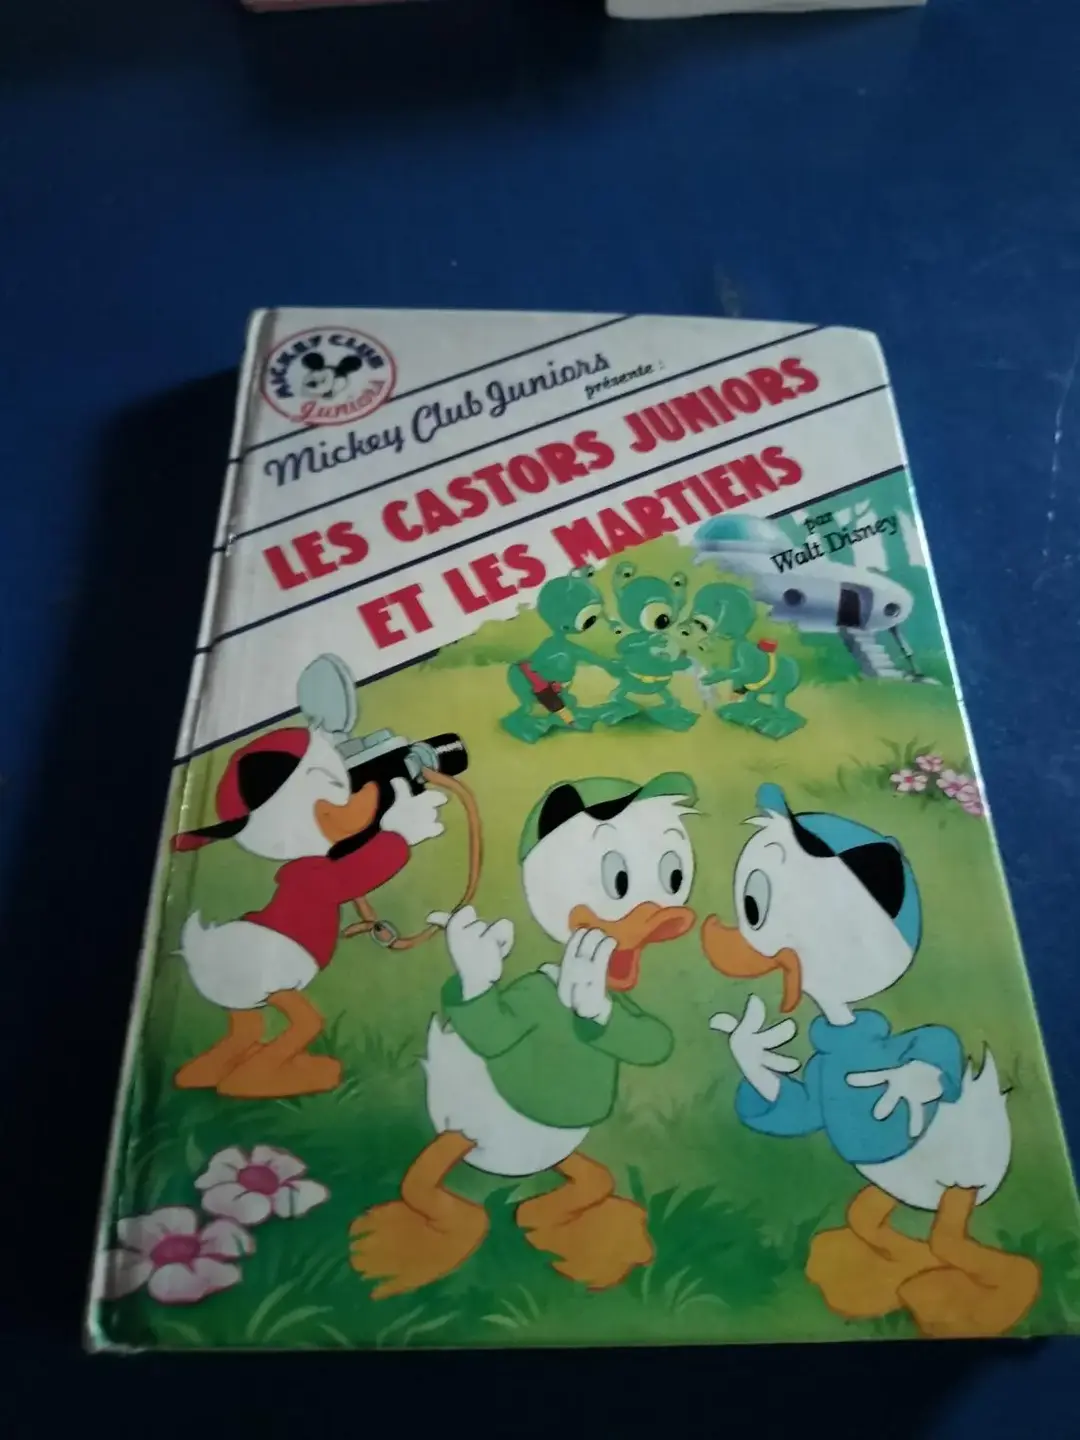 MICKEY CLUB
Juniors
Mickey Club Juniors
présente :
LES CASTORS JUNIORS
ET LES MARTIENS
par
Walt Disney